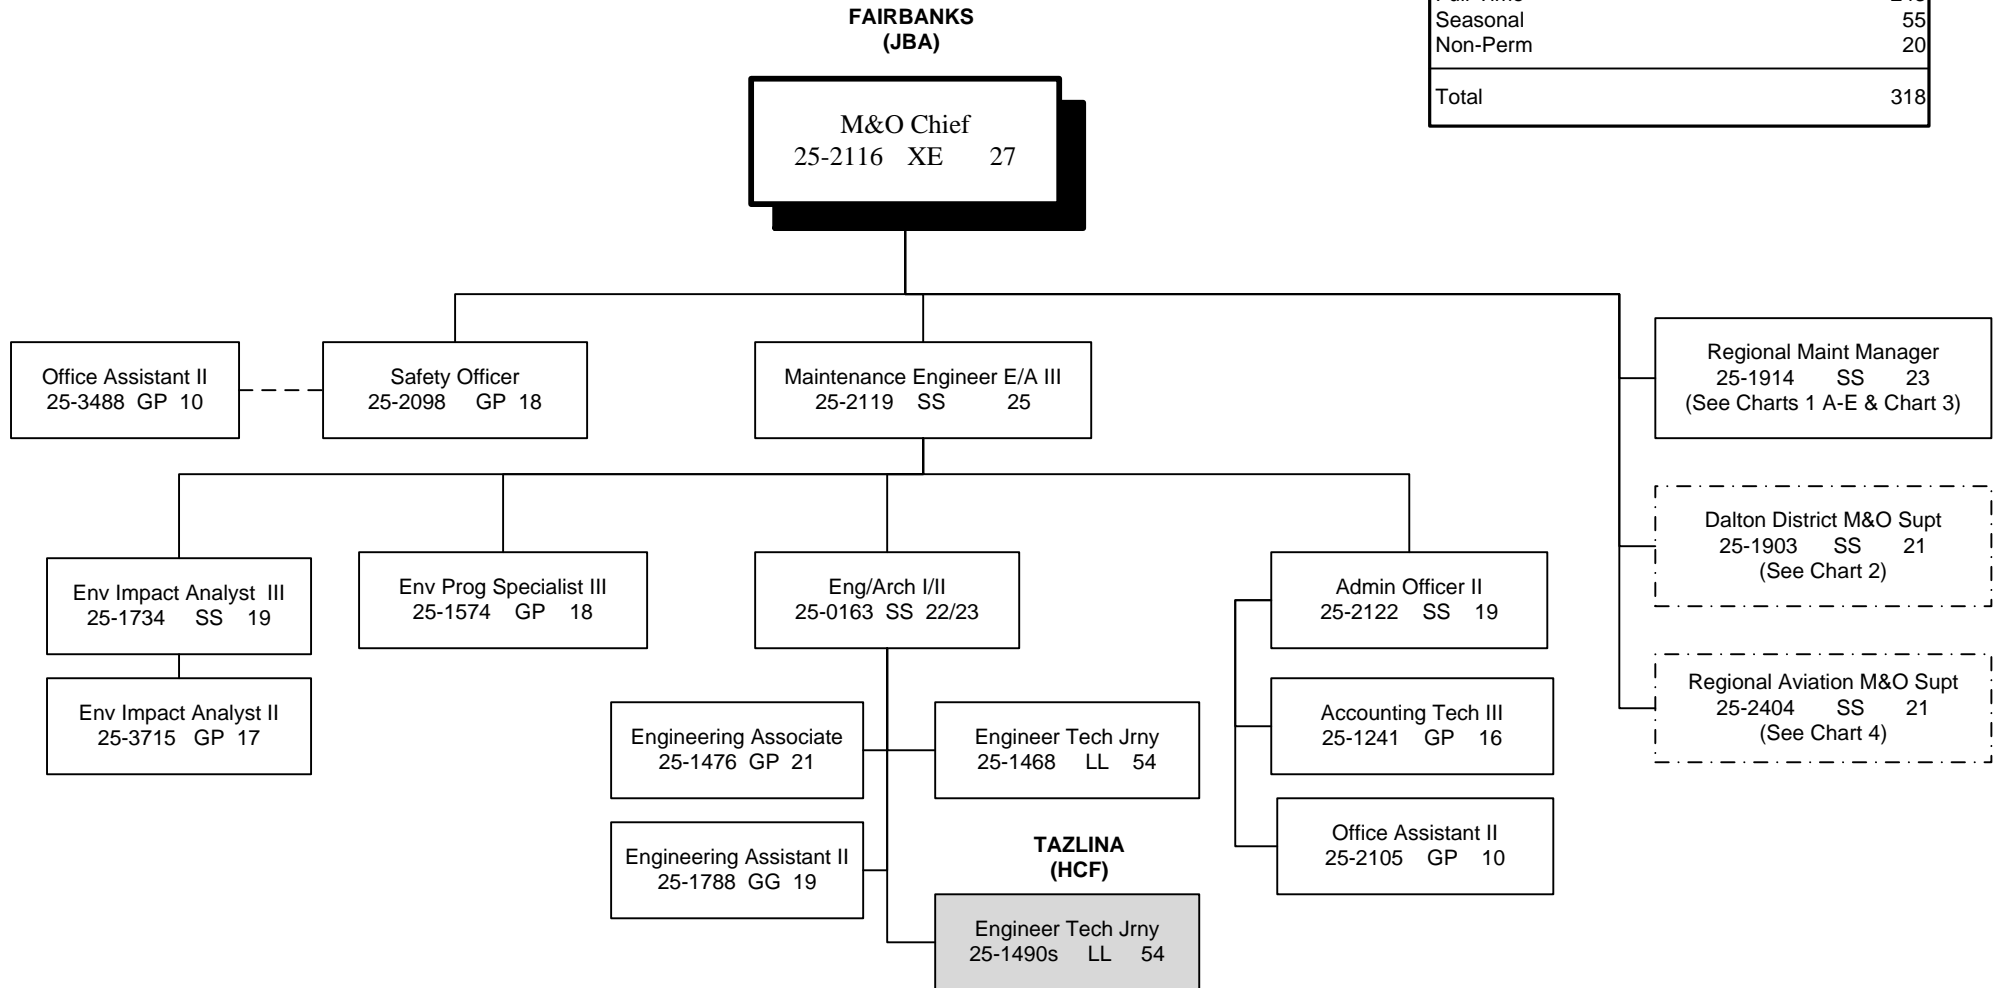 FAIRBANKS
(JBA)
Seasonal 55
Non-Perm 20
Total 318
M&O Chief
25-2116 XE 27
Office Assistant II
25-3488 GP 10
Safety Officer
25-2098 GP 18
Maintenance Engineer E/A III
25-2119 SS 25
Regional Maint Manager
25-1914 SS 23
(See Charts 1 A-E & Chart 3)
Dalton District M&O Supt
25-1903 SS 21
(See Chart 2)
Regional Aviation M&O Supt
25-2404 SS 21
(See Chart 4)
Env Impact Analyst III
25-1734 SS 19
Env Prog Specialist III
25-1574 GP 18
Eng/Arch I/II
25-0163 SS 22/23
Admin Officer II
25-2122 SS 19
Env Impact Analyst II
25-3715 GP 17
Engineering Associate
25-1476 GP 21
Engineer Tech Jrny
25-1468 LL 54
Accounting Tech III
25-1241 GP 16
Engineering Assistant II
25-1788 GG 19
TAZLINA
(HCF)
Engineer Tech Jrny
25-1490s LL 54
Office Assistant II
25-2105 GP 10